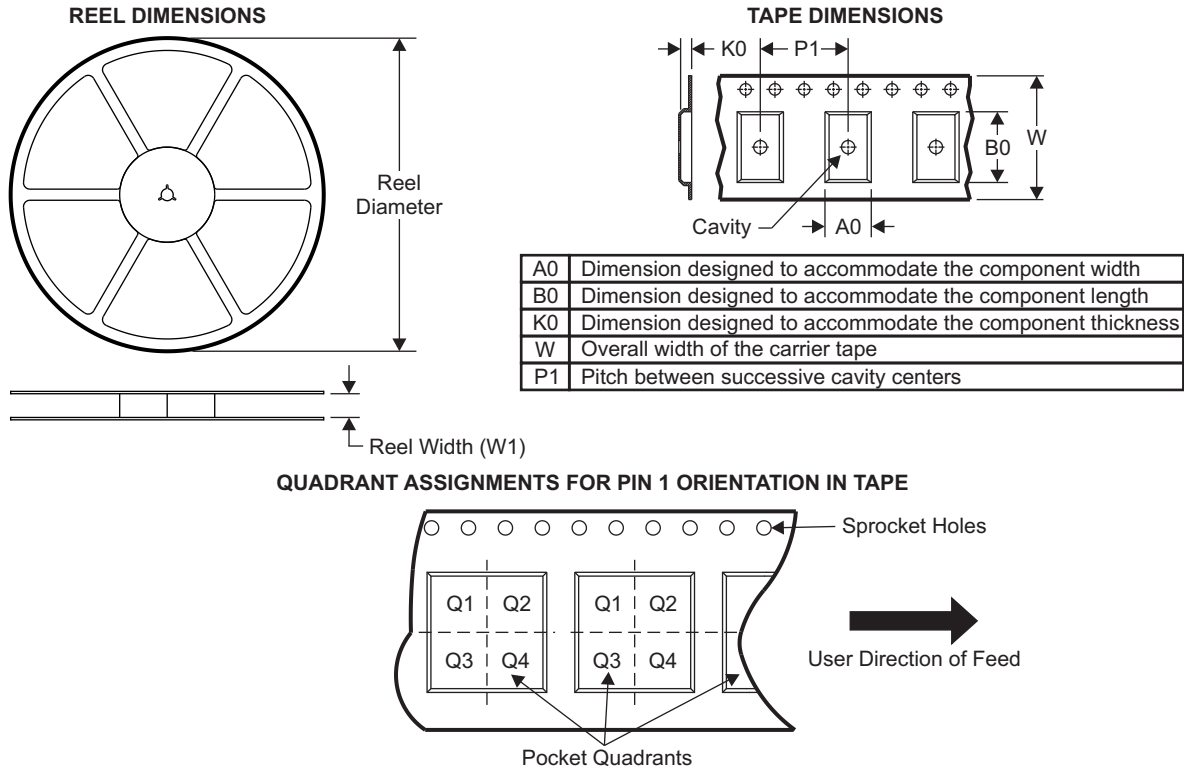 REEL DIMENSIONS
Reel
Diameter
Reel Width (W1)
TAPE DIMENSIONS
K0
P1
W
B0
Cavity
A0
A0 Dimension designed to accommodate the component width
B0 Dimension designed to accommodate the component length
K0 Dimension designed to accommodate the component thickness
W Overall width of the carrier tape
P1 Pitch between successive cavity centers
QUADRANT ASSIGNMENTS FOR PIN 1 ORIENTATION IN TAPE
Sprocket Holes
Q1 Q2 Q1 Q2
Q3 Q4 Q3 Q4
User Direction of Feed
Pocket Quadrants